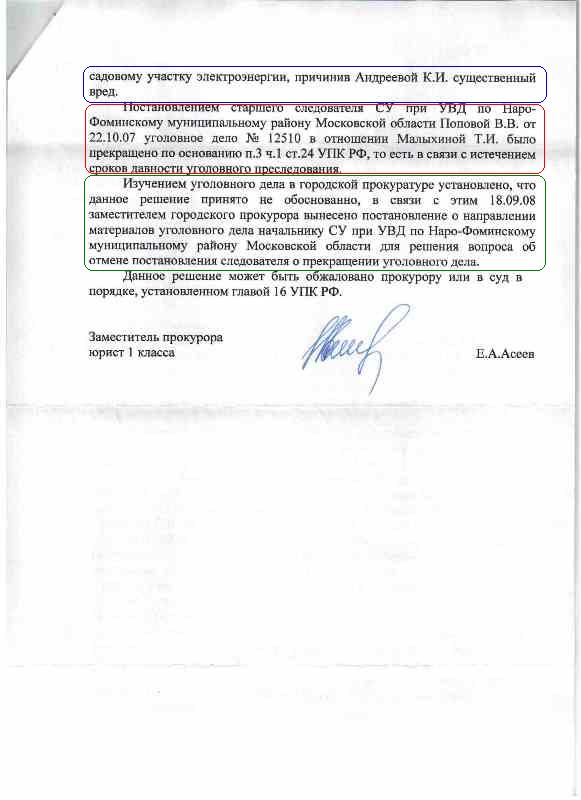 садовому участку электроэнергии, причинив Андреевой К.И. существенный
вред.
Постановлением старшего следователя СУ при УВД по Наро-
Фоминскому муниципальному району Московской области Поповой В.В. от
22.10.07 уголовное дело № 12510 в отношении Малыхиной Т.И. было
прекращено по основанию п.3 ч.1 ст.24 УПК РФ, то есть в связи с истечением
сроков давности уголовного преследования.
Изучением уголовного дела в городской прокуратуре установлено, что
данное решение принято не обоснованно, в связи с этим 18.09.08
заместителем городского прокурора вынесено постановление о направлении
материалов уголовного дела начальнику СУ при УВД по Наро-Фоминскому
муниципальному району Московской области для решения вопроса об
отмене постановления следователя о прекращении уголовного дела.
Данное решение может быть обжаловано прокурору или в суд в
порядке, установленном главой 16 УПК РФ.
Заместитель прокурора
юрист 1 класса
Е.А.Асеев